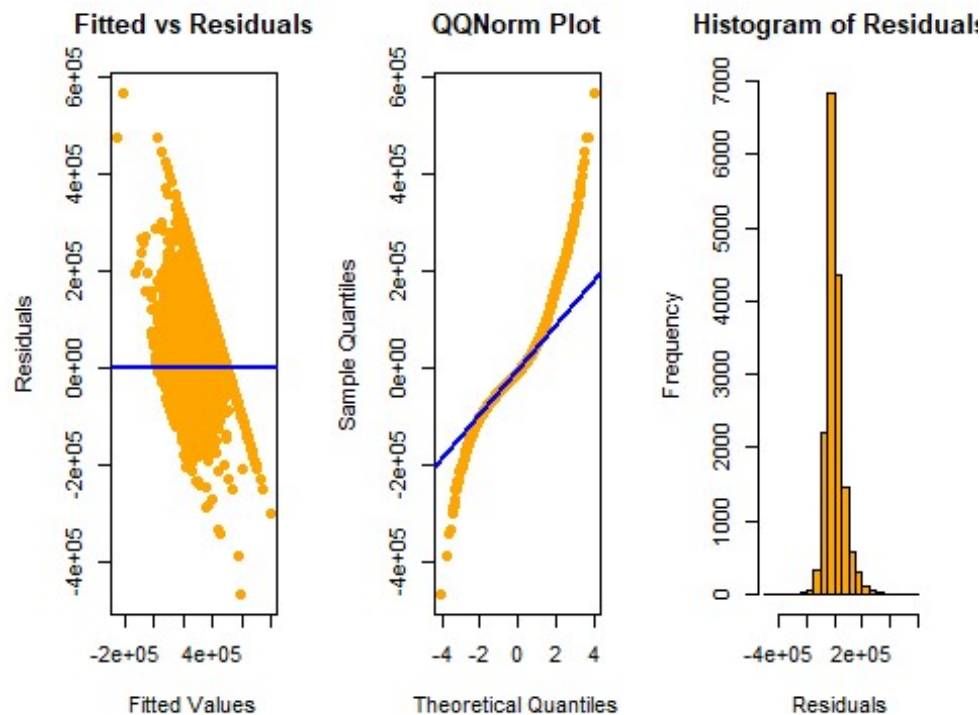 Fitted vs Residuals
Residuals
6e+05
4e+05
2e+05
0e+00
-2e+05
-4e+05
-2e+05 4e+05
Fitted Values
QQNorm Plot
Sample Quantiles
6e+05
4e+05
2e+05
0e+00
-2e+05
-4e+05
-4 -2 0 2 4
Theoretical Quantiles
Histogram of Residuals
Frequency
7000
6000
5000
4000
3000
2000
1000
0
-4e+05 2e+05
Residuals